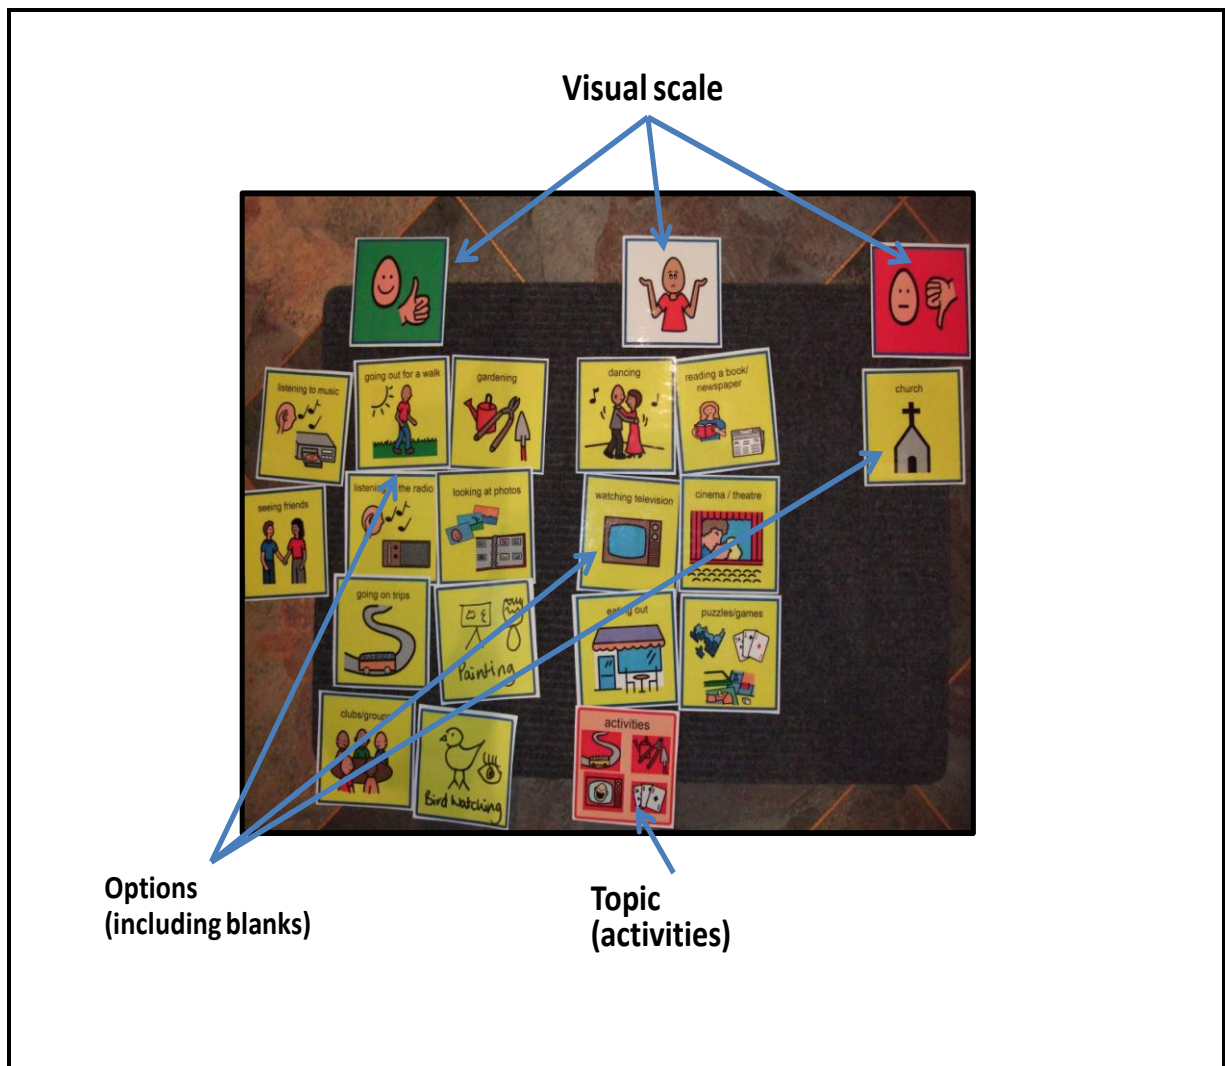 Visual scale
listening to music
going out for a walk
gardening
dancing
reading a book/
newspaper
church
seeing friends
listening the radio
looking at photos
watching television
cinema / theatre
going on trips
Painting
eating out
puzzles/games
clubs/group
Bird Watching
activities
Options
(including blanks)
Topic
(activities)